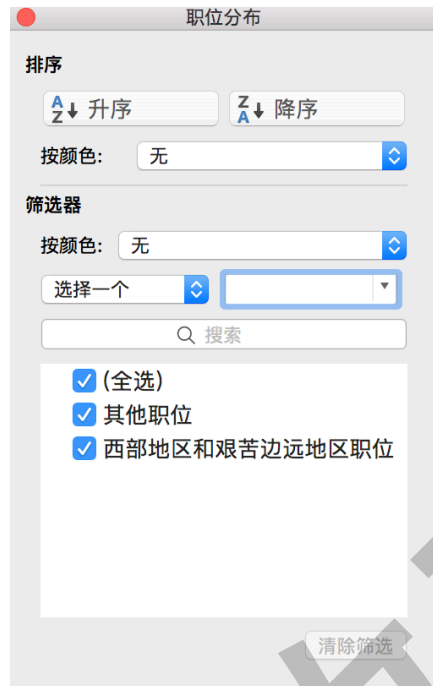 职位分布
排序
A Z 升序 Z A 降序
按颜色: 无
筛选器
按颜色: 无
选择一个
搜索
(全选)
其他职位
西部地区和艰苦边远地区职位
清除筛选